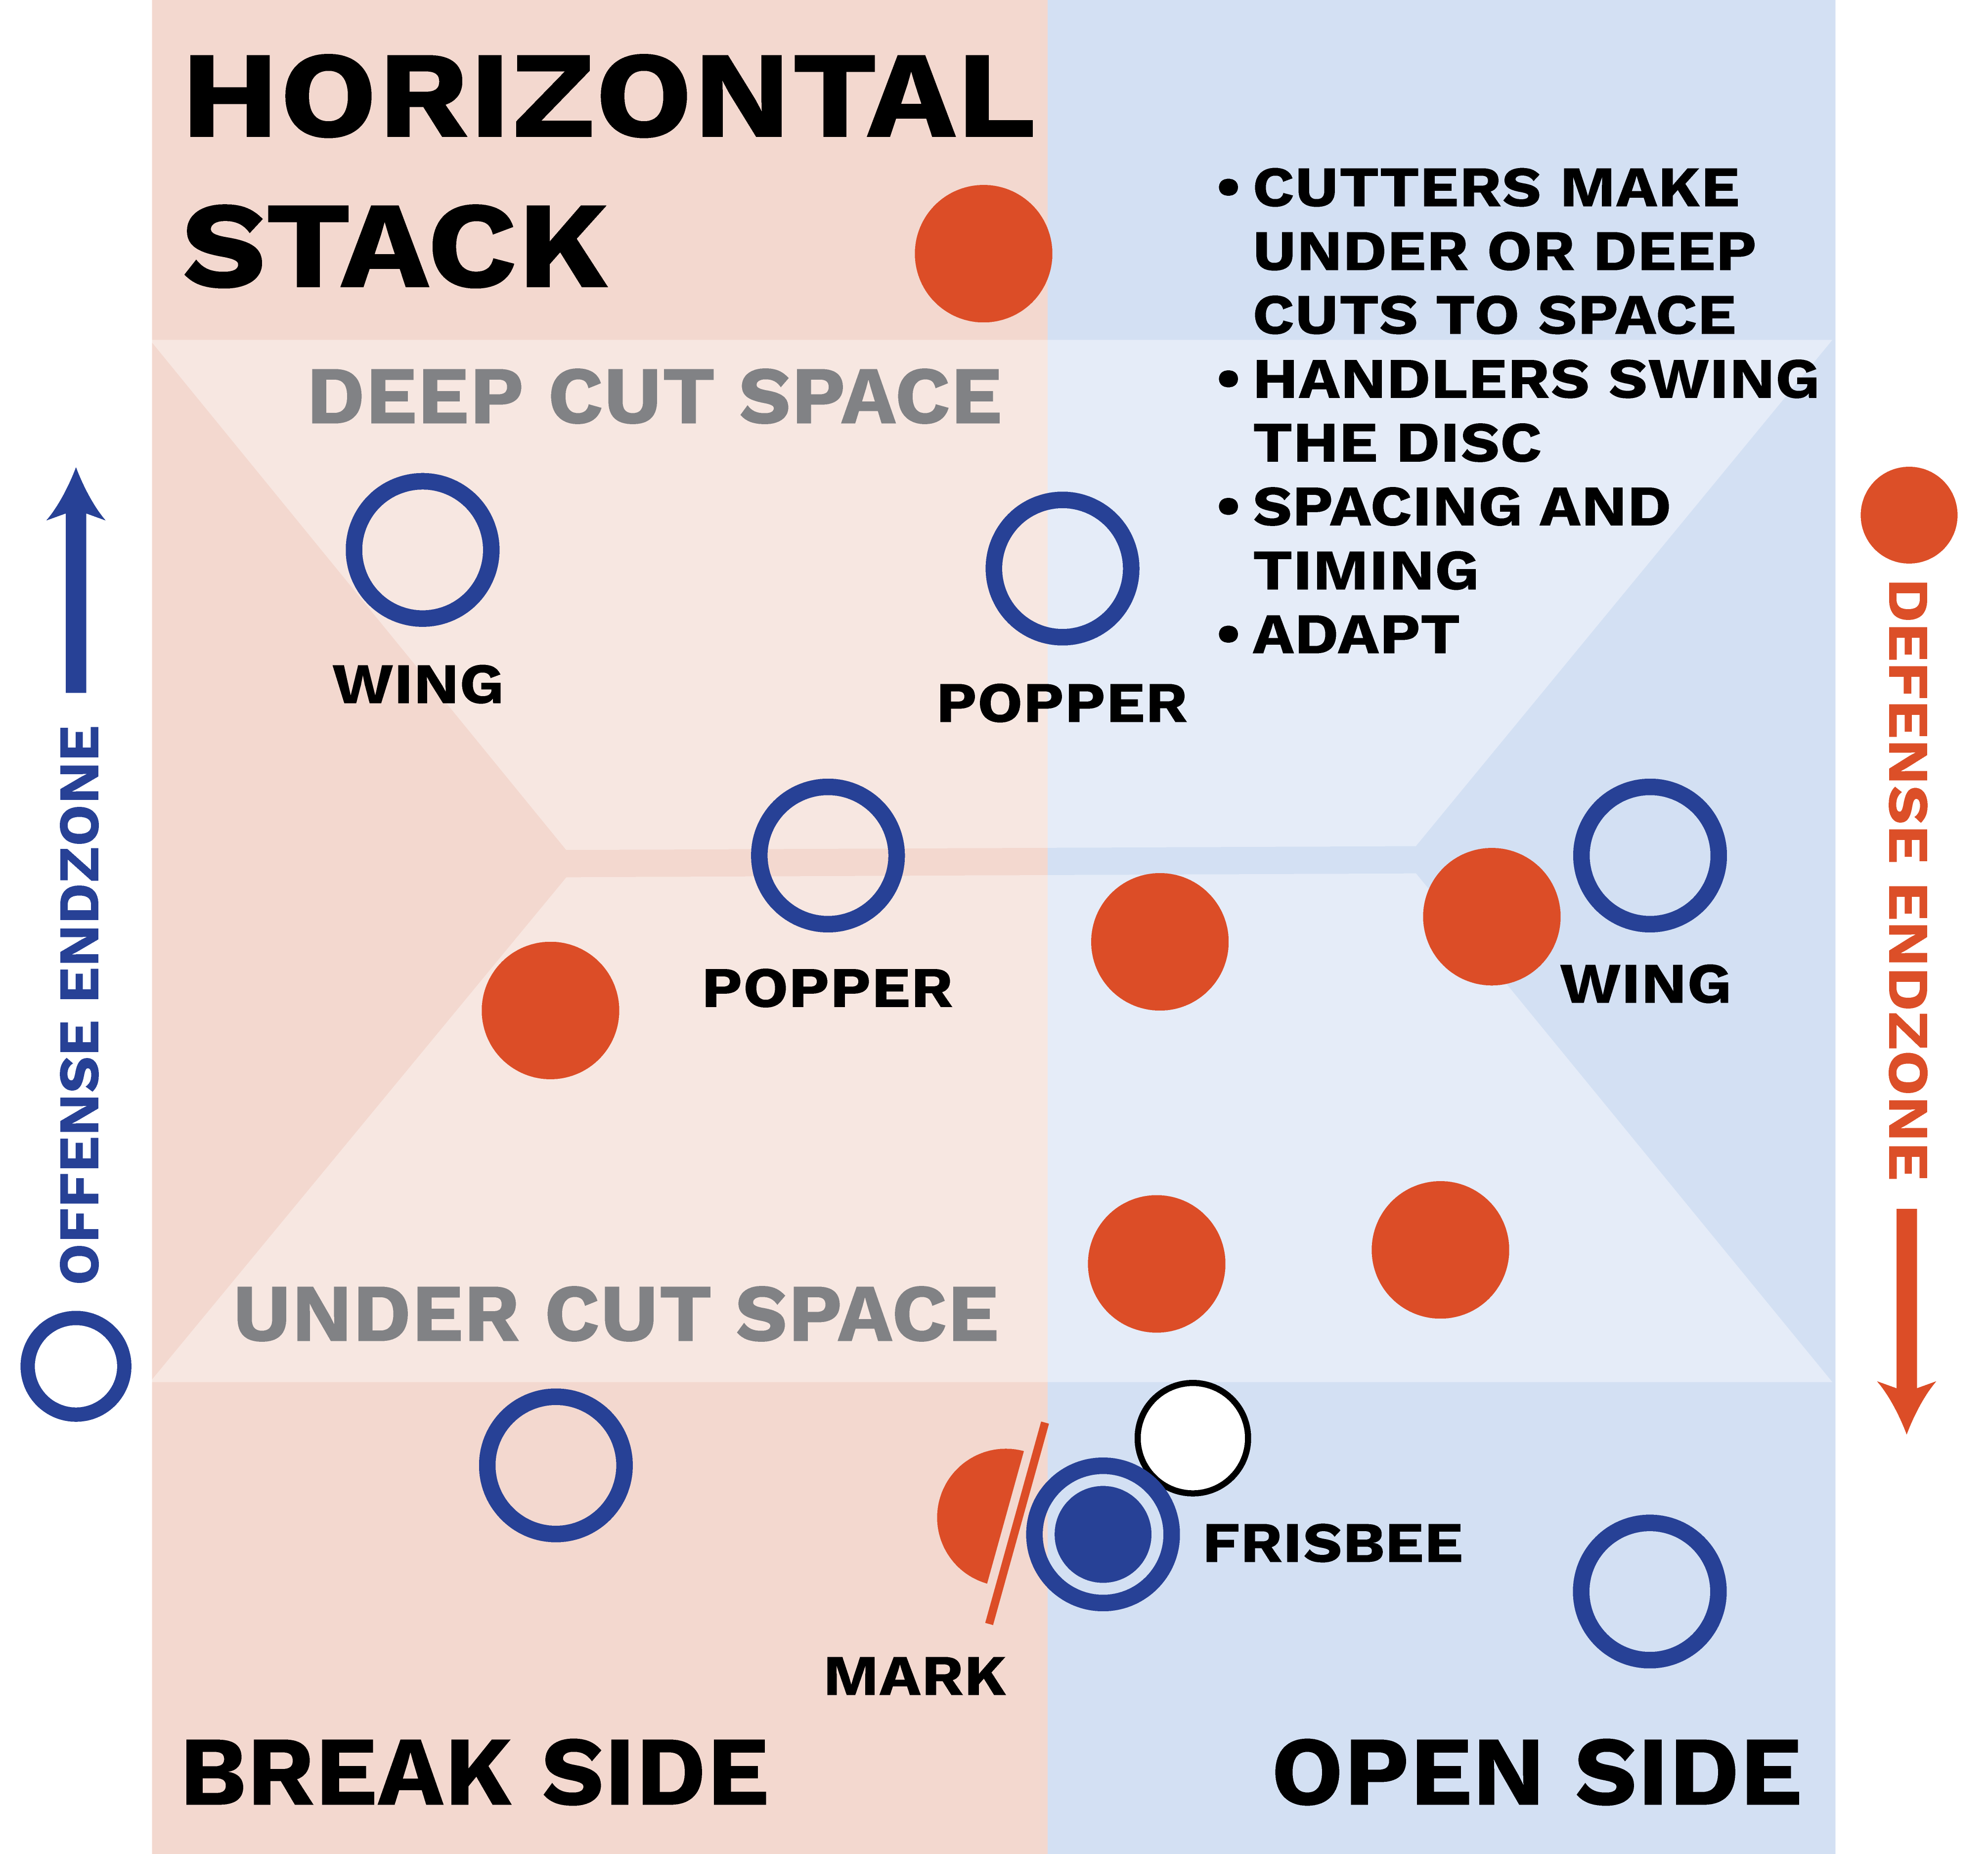 HORIZONTAL
STACK
• CUTTERS MAKE
UNDER OR DEEP
CUTS TO SPACE
• HANDLERS SWING
THE DISC
• SPACING AND
TIMING
• ADAPT
DEEP CUT SPACE
WING
POPPER
POPPER
WING
OFFENSE ENDZONE
DEFENSE ENDZONE
UNDER CUT SPACE
FRISBEE
MARK
BREAK SIDE
OPEN SIDE